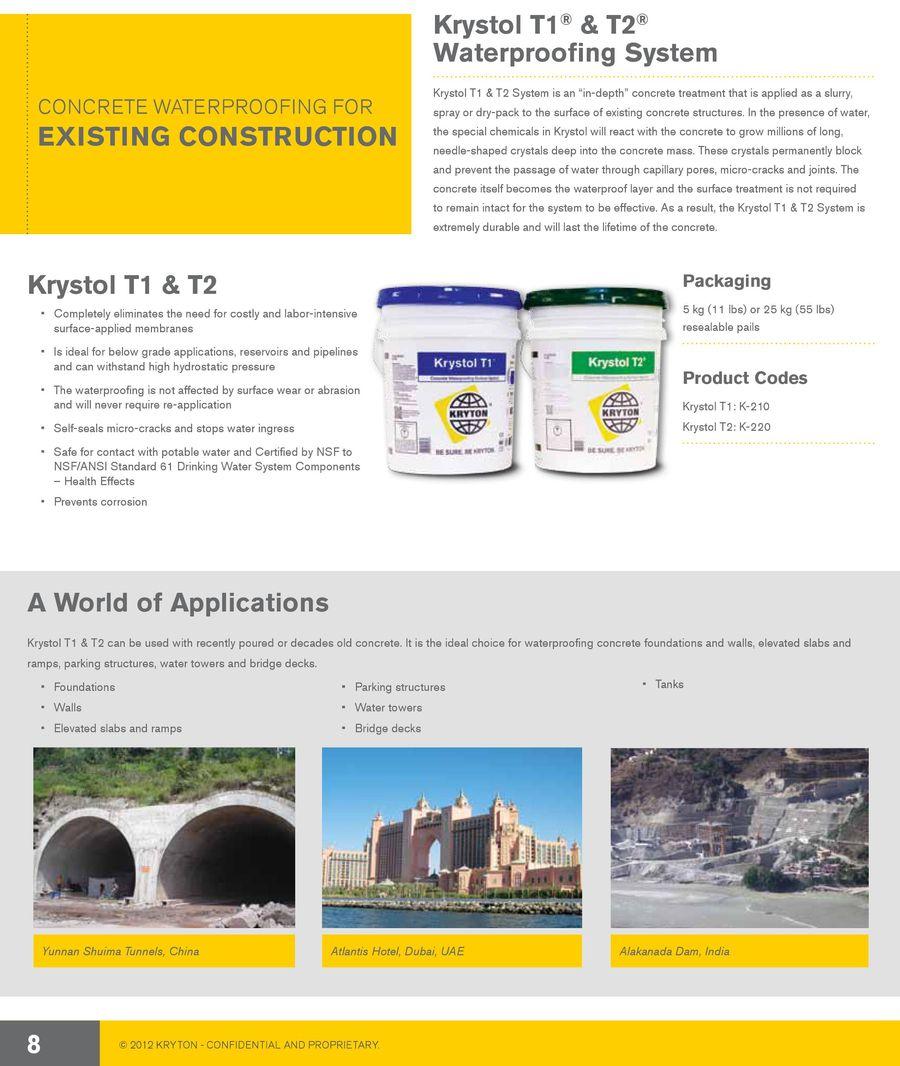 CONCRETE WATERPROOFING FOR
EXISTING CONSTRUCTION
Krystol T1® & T2®
Waterproofing System
Krystol T1 & T2 System is an “in-depth” concrete treatment that is applied as a slurry,
spray or dry-pack to the surface of existing concrete structures. In the presence of water,
the special chemicals in Krystol will react with the concrete to grow millions of long,
needle-shaped crystals deep into the concrete mass. These crystals permanently block
and prevent the passage of water through capillary pores, micro-cracks and joints. The
concrete itself becomes the waterproof layer and the surface treatment is not required
to remain intact for the system to be effective. As a result, the Krystol T1 & T2 System is
extremely durable and will last the lifetime of the concrete.
Krystol T1 & T2
• Completely eliminates the need for costly and labor-intensive
surface-applied membranes
• Is ideal for below grade applications, reservoirs and pipelines
and can withstand high hydrostatic pressure
• The waterproofing is not affected by surface wear or abrasion
and will never require re-application
• Self-seals micro-cracks and stops water ingress
• Safe for contact with potable water and Certified by NSF to
NSF/ANSI Standard 61 Drinking Water System Components
– Health Effects
• Prevents corrosion
Krystol T1
KRYTON
BE SURE. BE KRYTON.
Krystol T2®
KRYTON
BE SURE. BE KRYTON.
Packaging
5 kg (11 lbs) or 25 kg (55 lbs)
resealable pails
Product Codes
Krystol T1: K-210
Krystol T2: K-220
A World of Applications
Krystol T1 & T2 can be used with recently poured or decades old concrete. It is the ideal choice for waterproofing concrete foundations and walls, elevated slabs and
ramps, parking structures, water towers and bridge decks.
• Foundations
• Walls
• Elevated slabs and ramps
• Parking structures
• Water towers
• Bridge decks
• Tanks
Yunnan Shuima Tunnels, China
Atlantis Hotel, Dubai, UAE
Alakanada Dam, India
8
© 2012 KRYTON - CONFIDENTIAL AND PROPRIETARY.